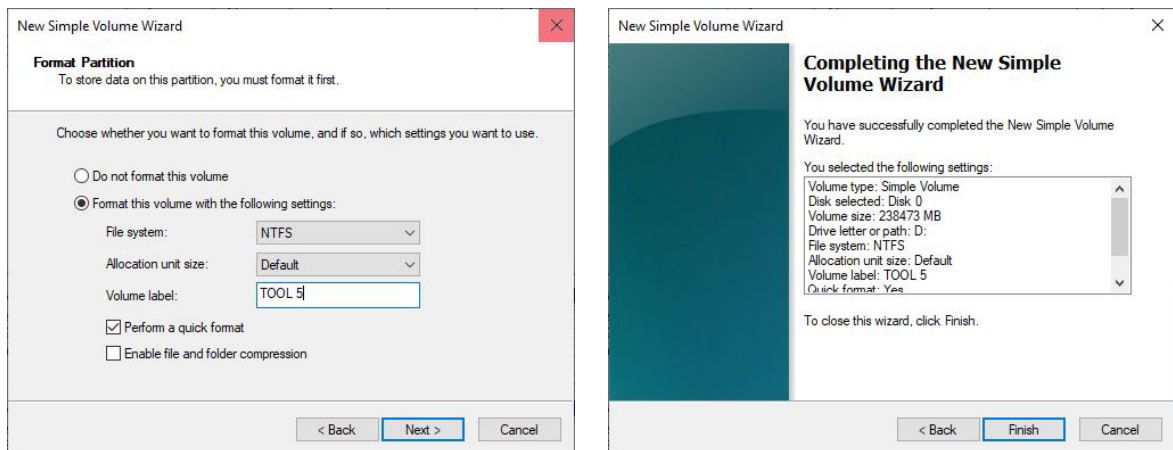 New Simple Volume Wizard
Format Partition
To store data on this partition, you must format it first.
Choose whether you want to format this volume, and if so, which settings you want to use.
Do not format this volume
Format this volume with the following settings:
File system: NTFS
Allocation unit size: Default
Volume label: TOOL 5
Perform a quick format
Enable file and folder compression
< Back Next > Cancel
New Simple Volume Wizard
Completing the New Simple
Volume Wizard
You have successfully completed the New Simple Volume
Wizard.
You selected the following settings:
Volume type: Simple Volume
Disk selected: Disk 0
Volume size: 238473 MB
Drive letter or path: D:
File system: NTFS
Allocation unit size: Default
Volume label: TOOL 5
Quick format: Yes
To close this wizard, click Finish.
< Back Finish Cancel